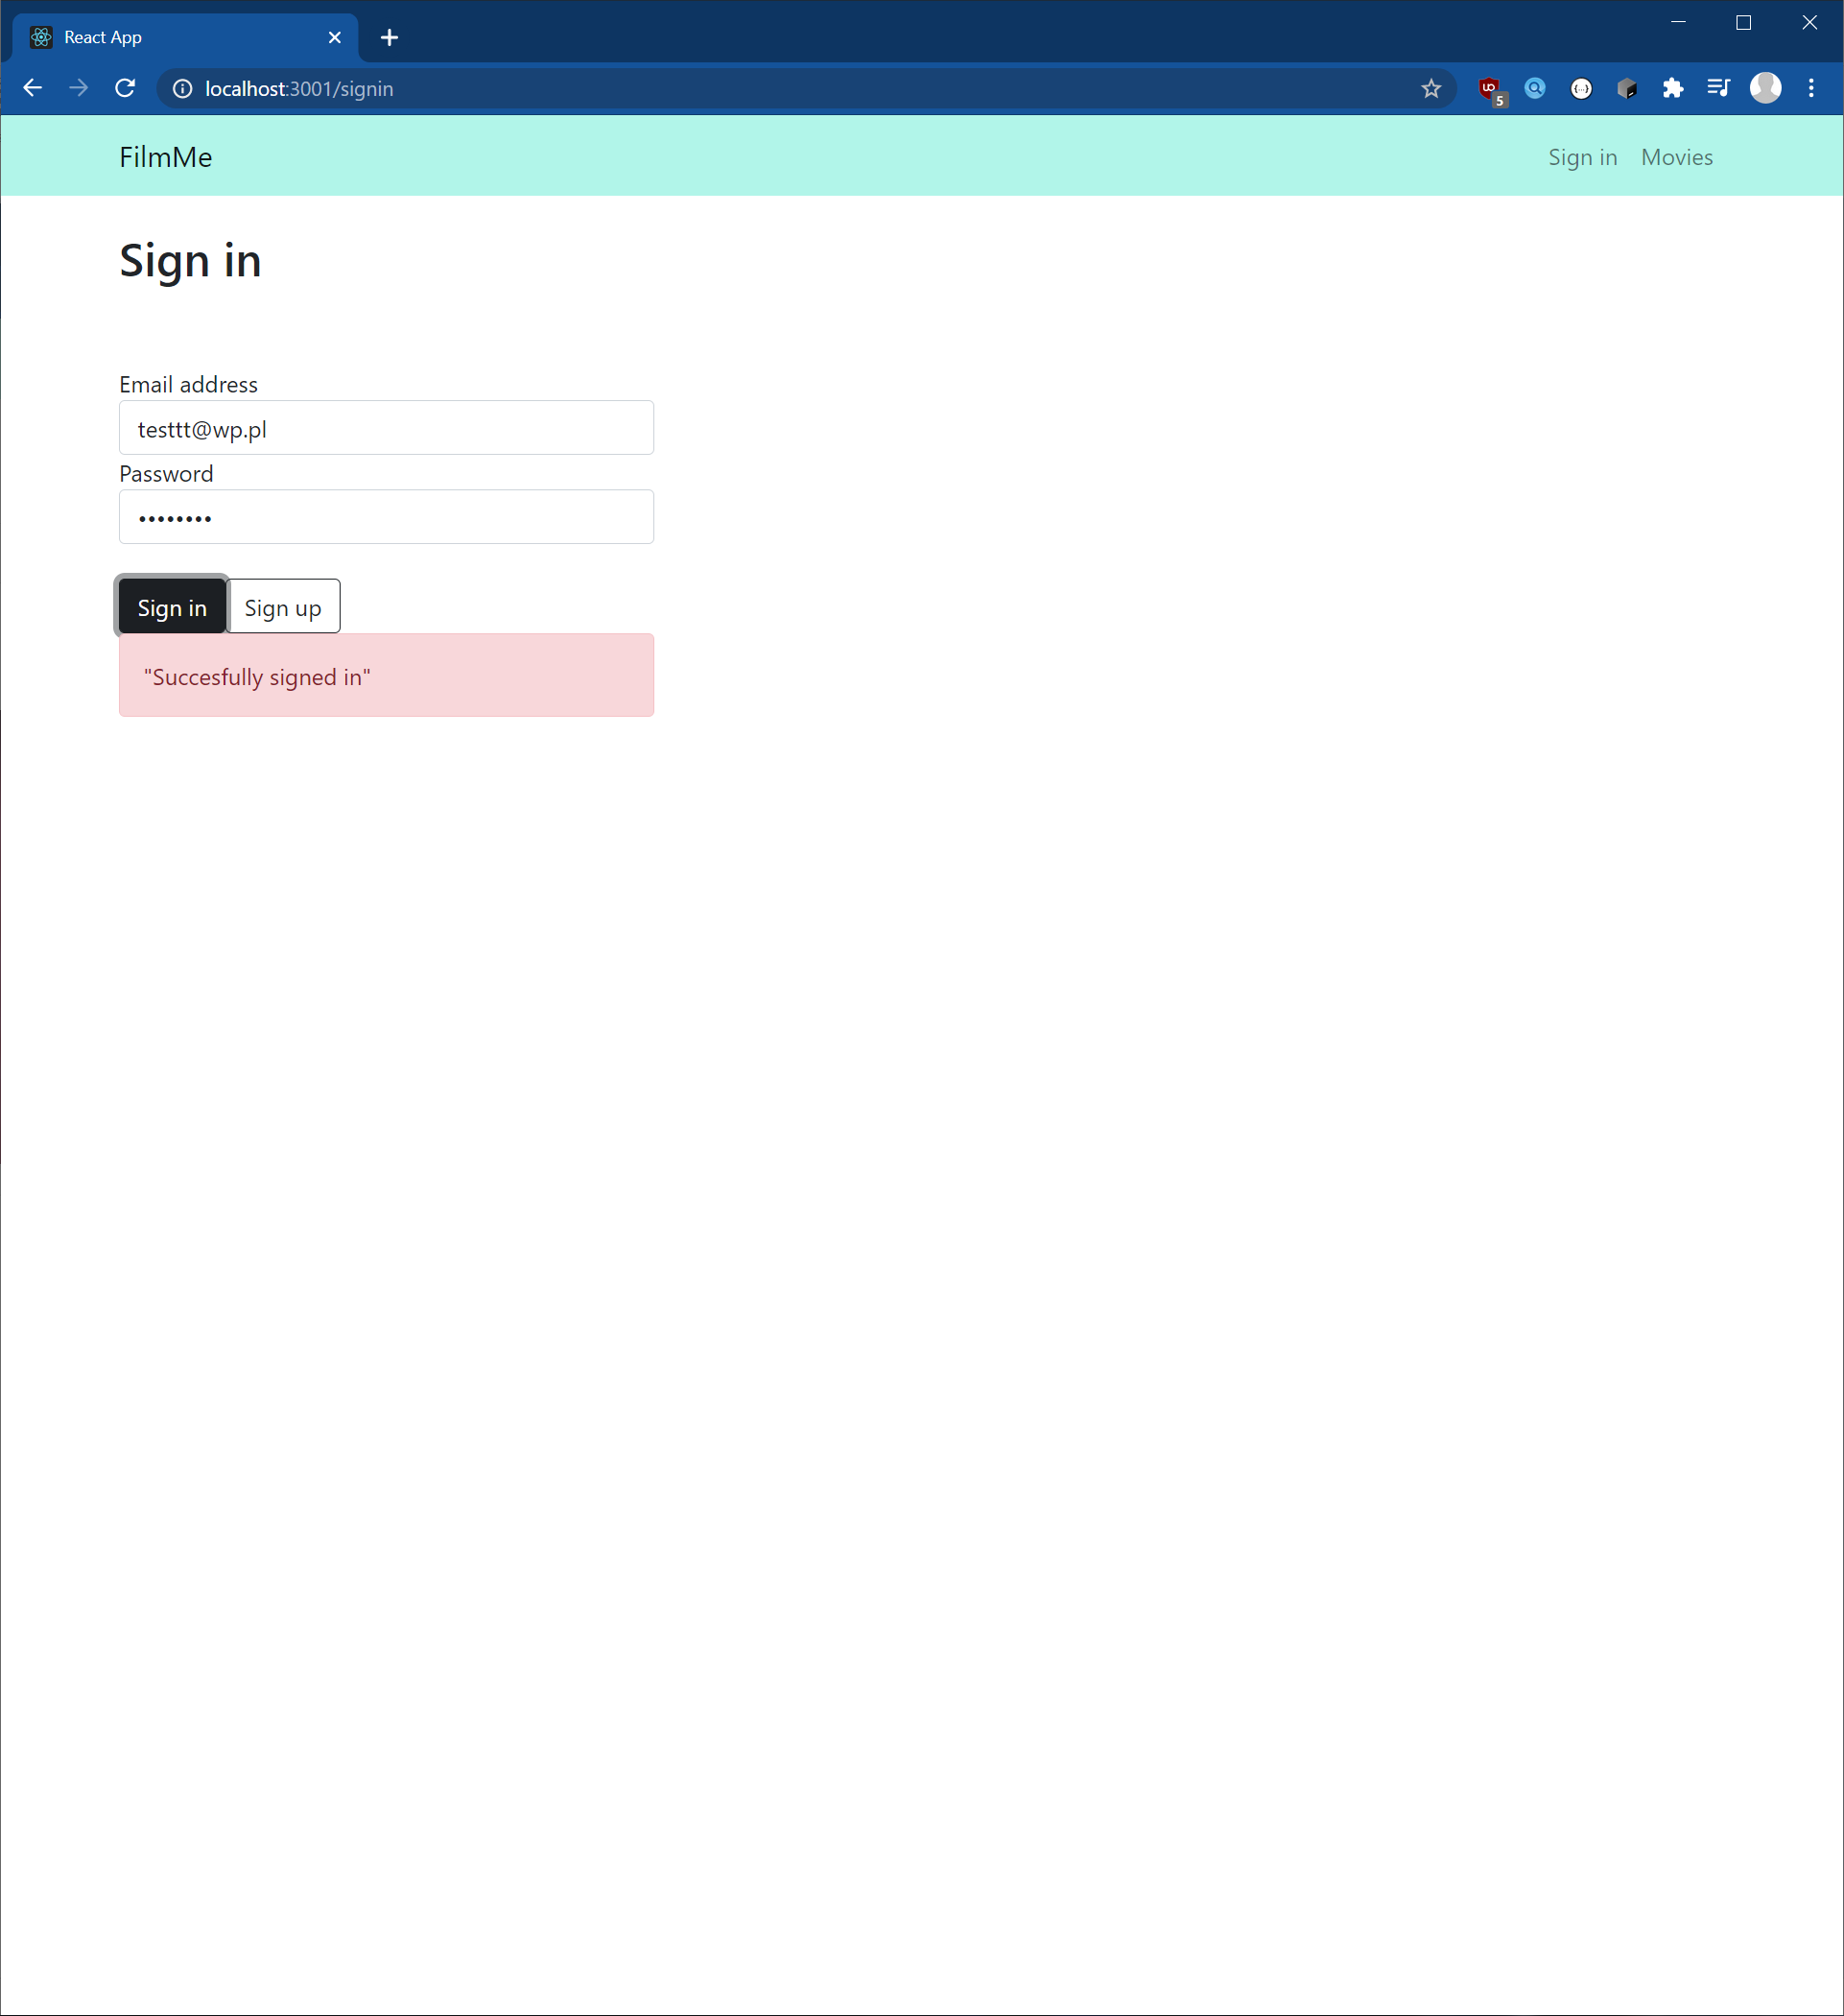 React App
localhost:3001/signin
5
FilmMe
Sign in Movies
Sign in
Email address
testtt@wp.pl
Password
••••••••
Sign in Sign up
"Succesfully signed in"